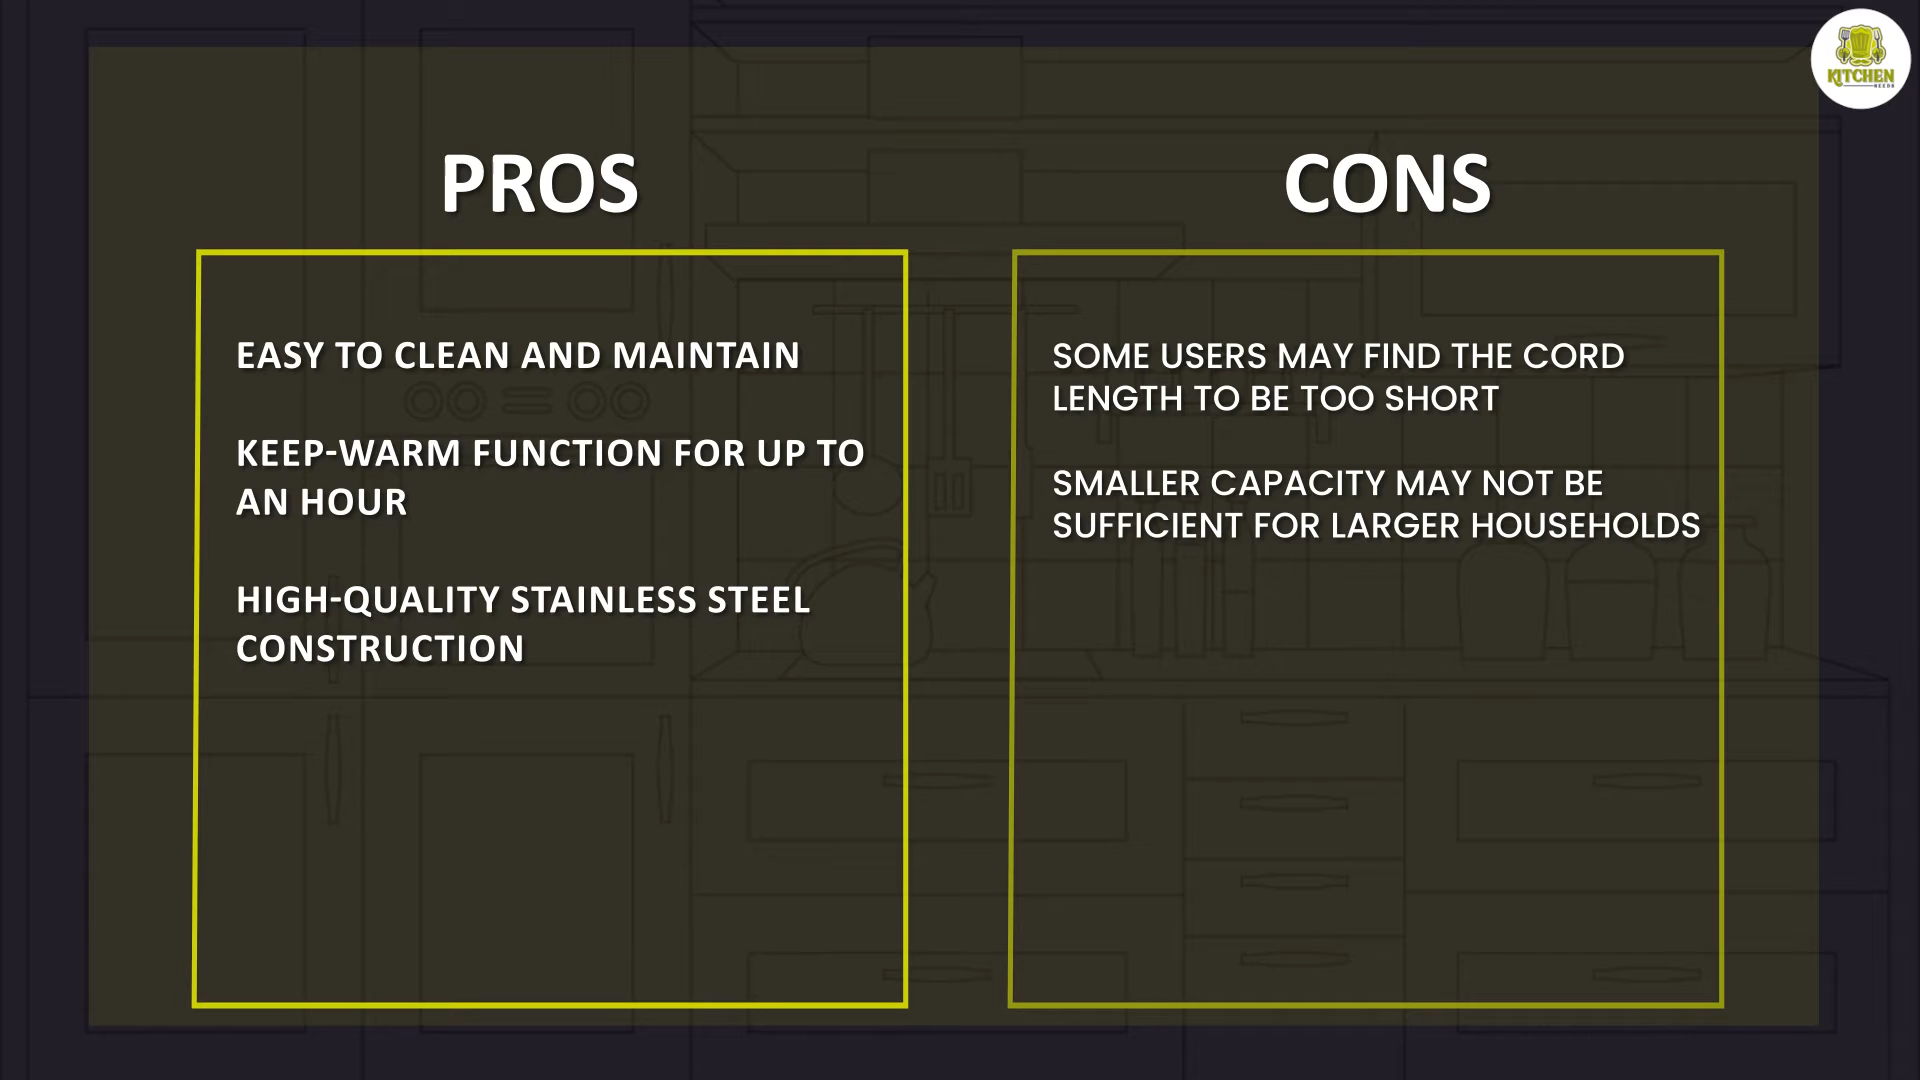 KITCHEN
NEEDS
PROS
EASY TO CLEAN AND MAINTAIN
KEEP-WARM FUNCTION FOR UP TO
AN HOUR
HIGH-QUALITY STAINLESS STEEL
CONSTRUCTION
CONS
SOME USERS MAY FIND THE CORD
LENGTH TO BE TOO SHORT
SMALLER CAPACITY MAY NOT BE
SUFFICIENT FOR LARGER HOUSEHOLDS